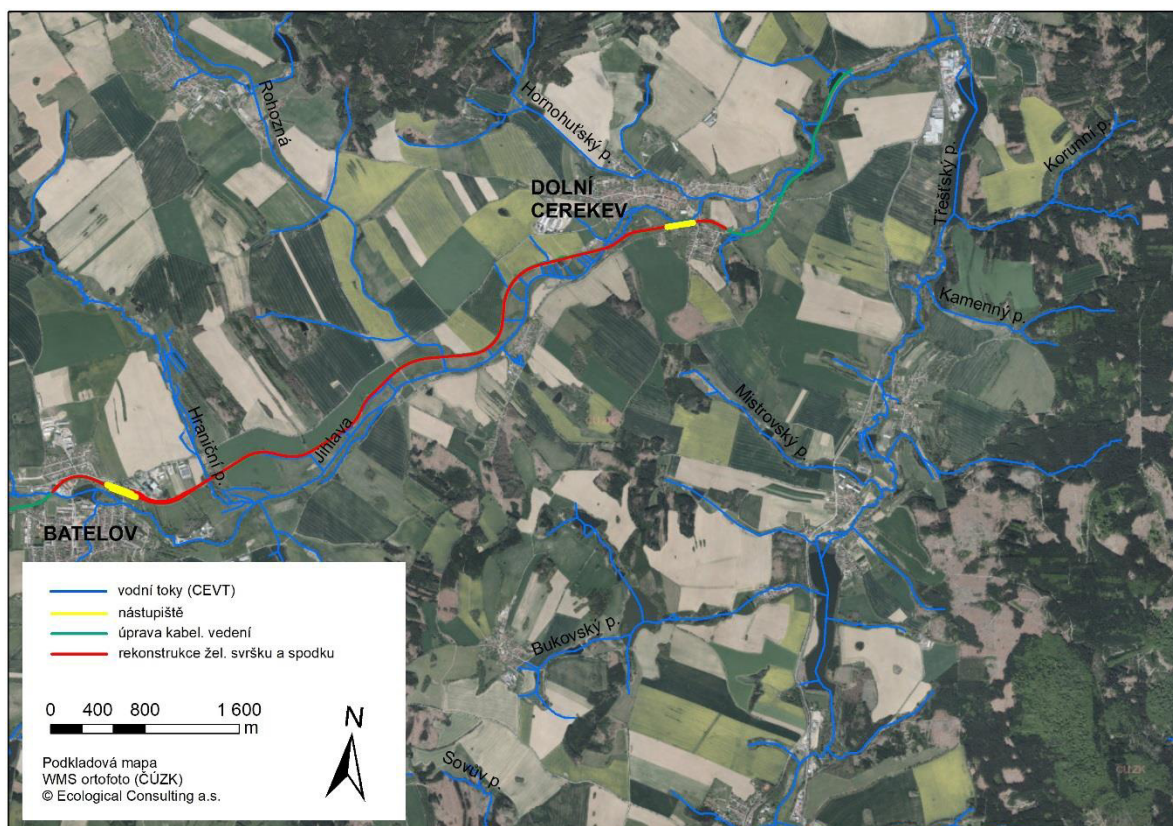 Rohozná
Hornohuťský p.
Třešťský p.
Korunní p.
DOLNÍ
CEREKEV
Kamenný p.
Mistrovský p.
Hraniční p.
Jihlava
BATELOV
Bukovský p.
Sovův p.
ČÚZK
vodní toky (CEVT)
nástupiště
úprava kabel. vedení
rekonstrukce žel. svršku a spodku
0 400 800 1 600
m
N
Podkladová mapa
WMS ortofoto (ČÚZK)
© Ecological Consulting a.s.